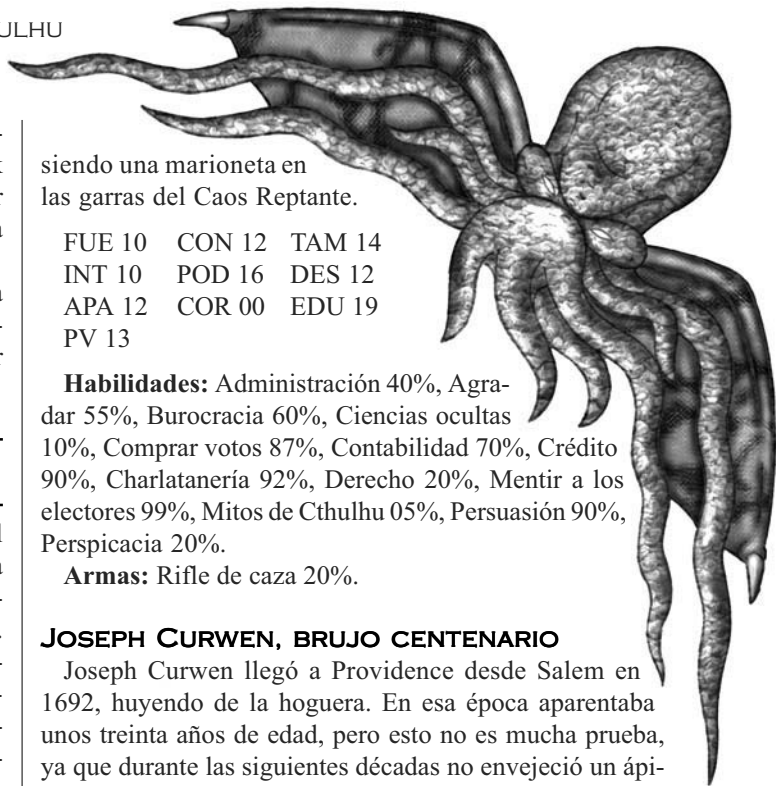 ULHU
siendo una marioneta en
las garras del Caos Reptante.
FUE 10 CON 12 TAM 14
INT 10 POD 16 DES 12
APA 12 COR 00 EDU 19
PV 13
Habilidades: Administración 40%, Agra-
dar 55%, Burocracia 60%, Ciencias ocultas
10%, Comprar votos 87%, Contabilidad 70%, Crédito
90%, Charlatanería 92%, Derecho 20%, Mentir a los
electores 99%, Mitos de Cthulhu 05%, Persuasión 90%,
Perspicacia 20%.
Armas: Rifle de caza 20%.
JOSEPH CURWEN, BRUJO CENTENARIO
Joseph Curwen llegó a Providence desde Salem en
1692, huyendo de la hoguera. En esa época aparentaba
unos treinta años de edad, pero esto no es mucha prueba,
ya que durante las siguientes décadas no envejeció un ápi-